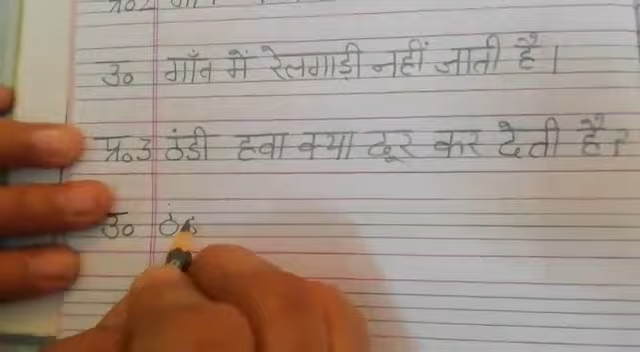 उ० गाँव में रेलगाड़ी नहीं जाती है।
प्र०3 ठंडी हवा क्या दूर कर देती है?
उ० ठं